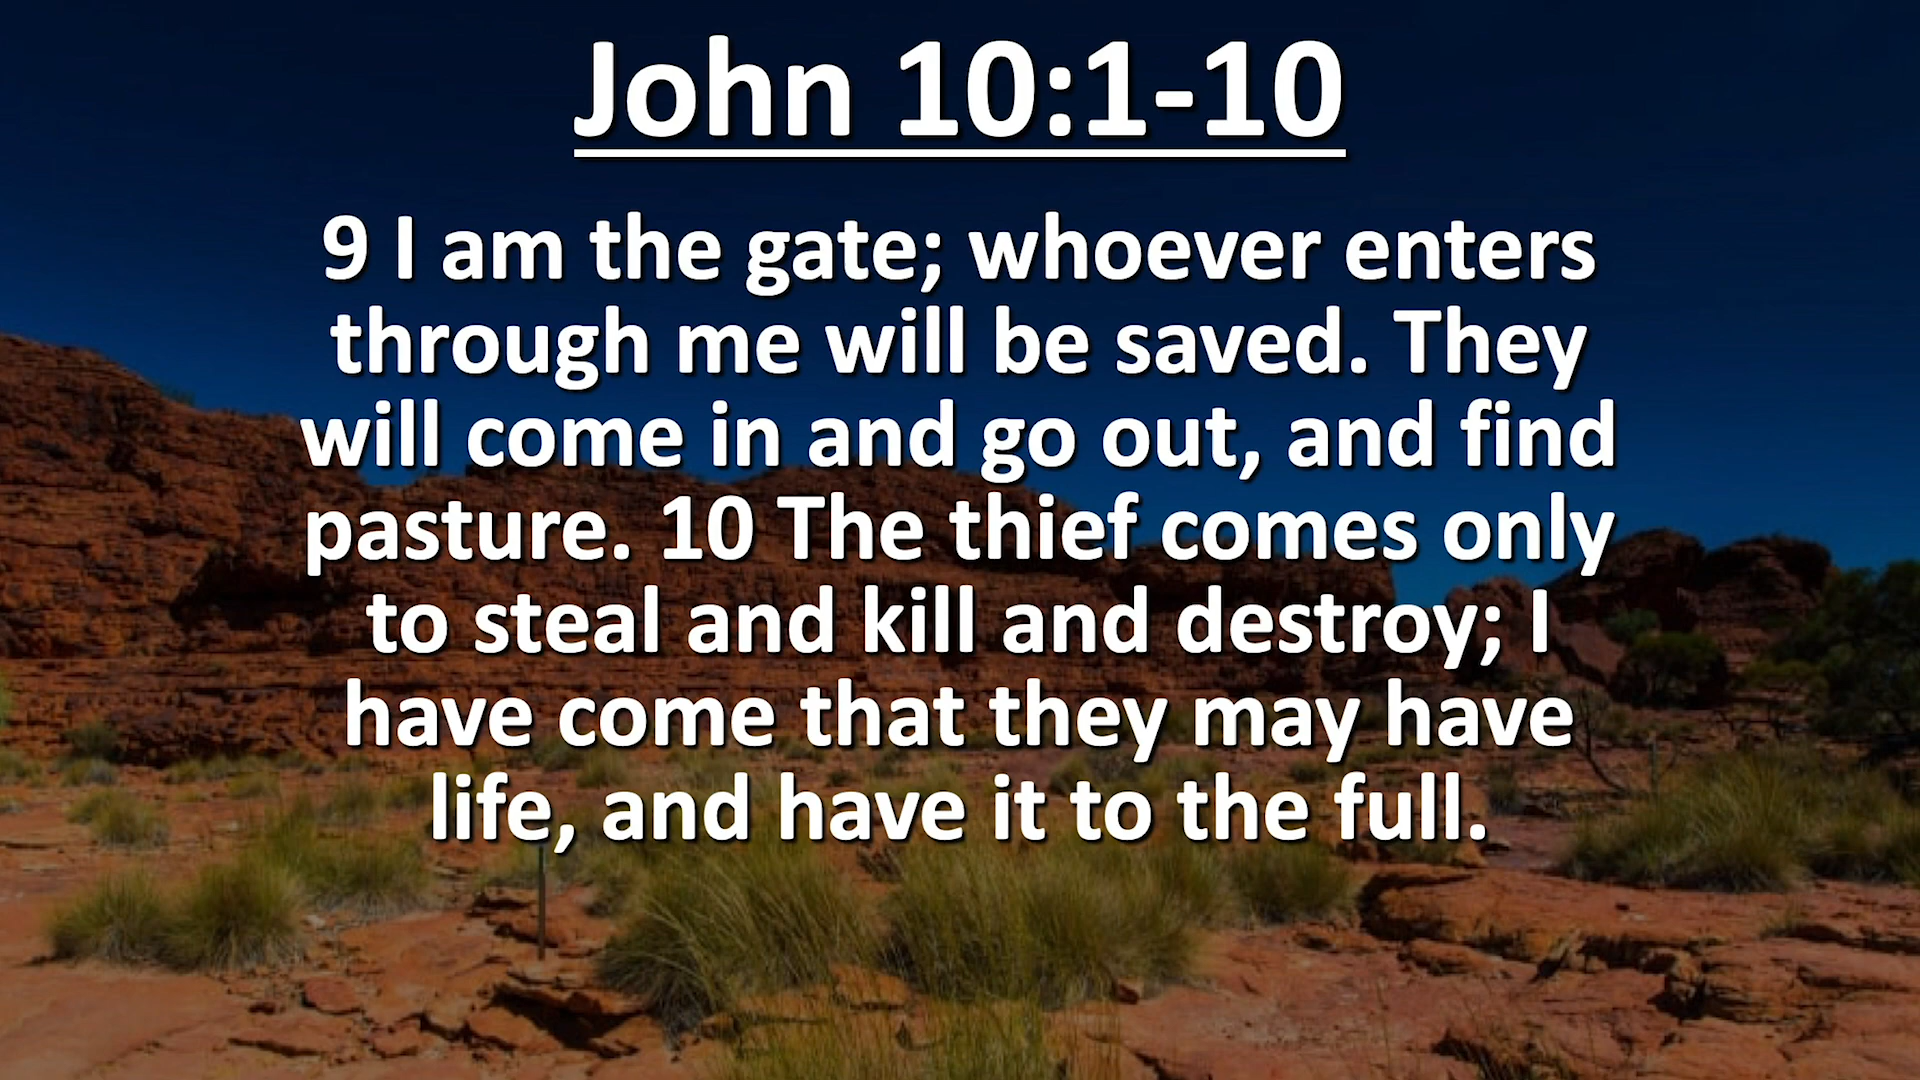 John 10:1-10
9 I am the gate; whoever enters
through me will be saved. They
will come in and go out, and find
pasture. 10 The thief comes only
to steal and kill and destroy; I
have come that they may have
life, and have it to the full.